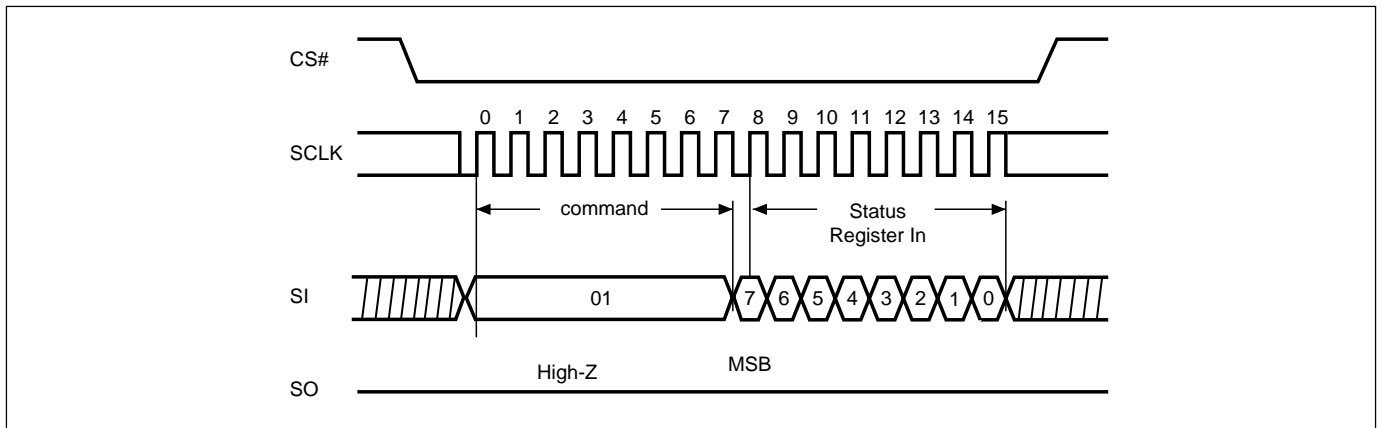 CS#
0 1 2 3 4 5 6 7 8 9 10 11 12 13 14 15
SCLK
command
Status
Register In
SI
01
7 6 5 4 3 2 1 0
MSB
High-Z
SO